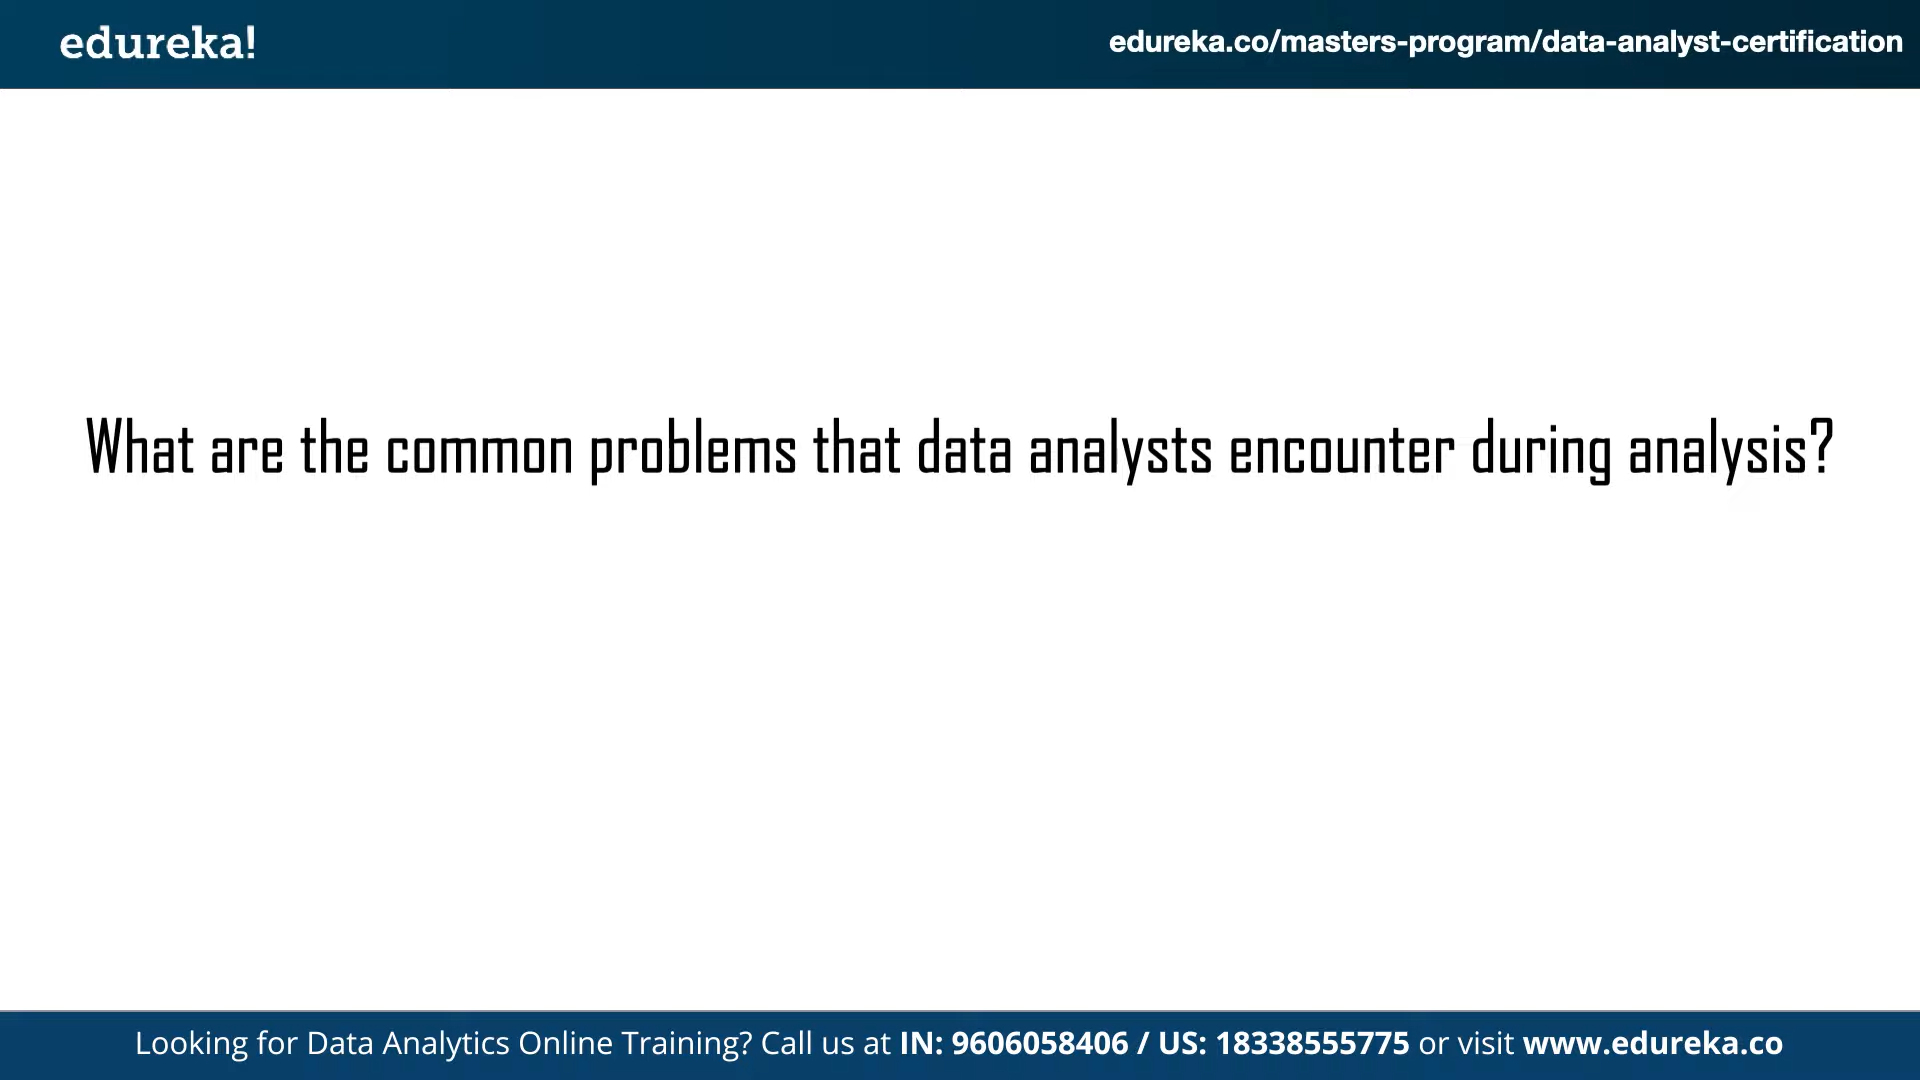 edureka!
edureka.co/masters-program/data-analyst-certification
What are the common problems that data analysts encounter during analysis?
Looking for Data Analytics Online Training? Call us at IN: 9606058406 / US: 18338555775 or visit www.edureka.co